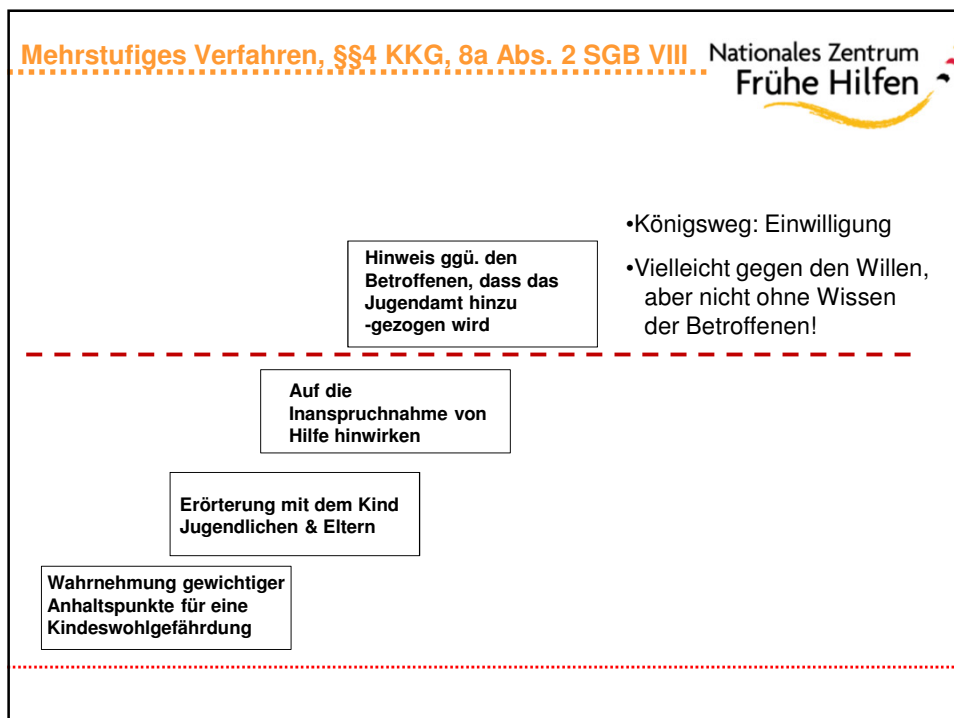 Mehrstufiges Verfahren, §§4 KKG, 8a Abs. 2 SGB VIII
Nationales Zentrum
Frühe Hilfen
•Königsweg: Einwilligung
•Vielleicht gegen den Willen,
aber nicht ohne Wissen
der Betroffenen!
Hinweis ggü. den
Betroffenen, dass das
Jugendamt hinzu
-gezogen wird
Auf die
Inanspruchnahme von
Hilfe hinwirken
Erörterung mit dem Kind
Jugendlichen & Eltern
Wahrnehmung gewichtiger
Anhaltspunkte für eine
Kindeswohlgefährdung